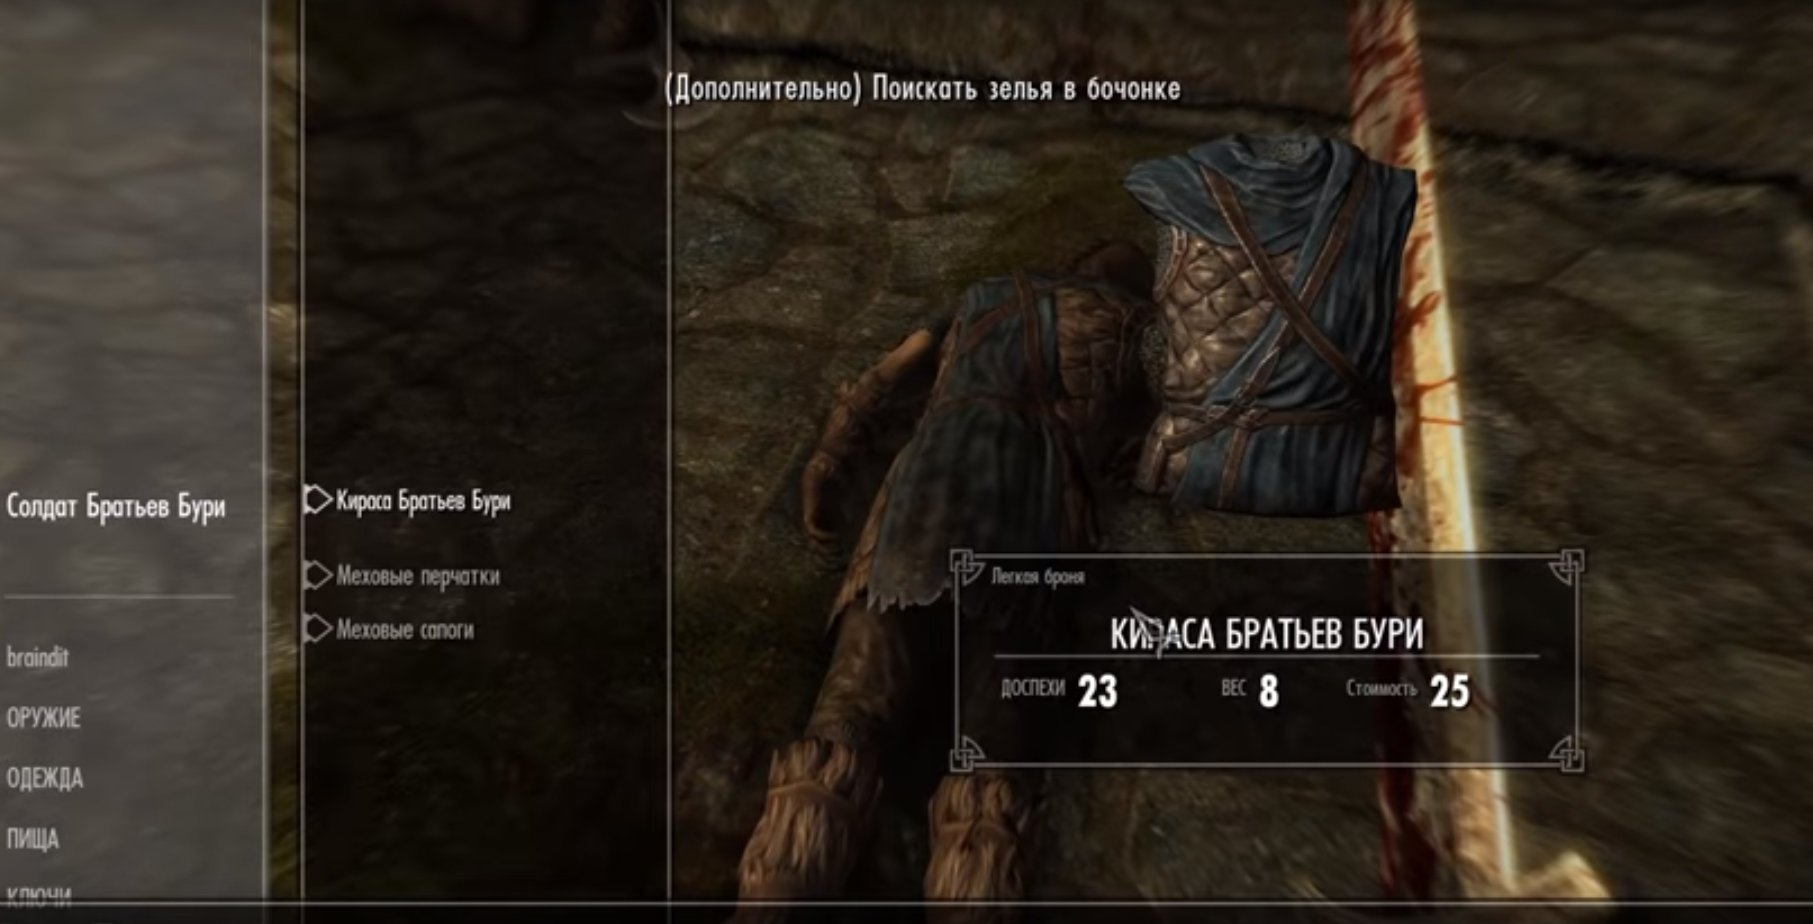 (Дополнительно) Поискать зелья в бочонке
Солдат Братьев Бури
braindit
ОРУЖИЕ
ОДЕЖДА
ПИЩА
КЛЮЧИ
Кираса Братьев Бури
Меховые перчатки
Меховые сапоги
Легкая броня
КИРАСА БРАТЬЕВ БУРИ
ДОСПЕХИ 23 ВЕС 8 Стоимость 25